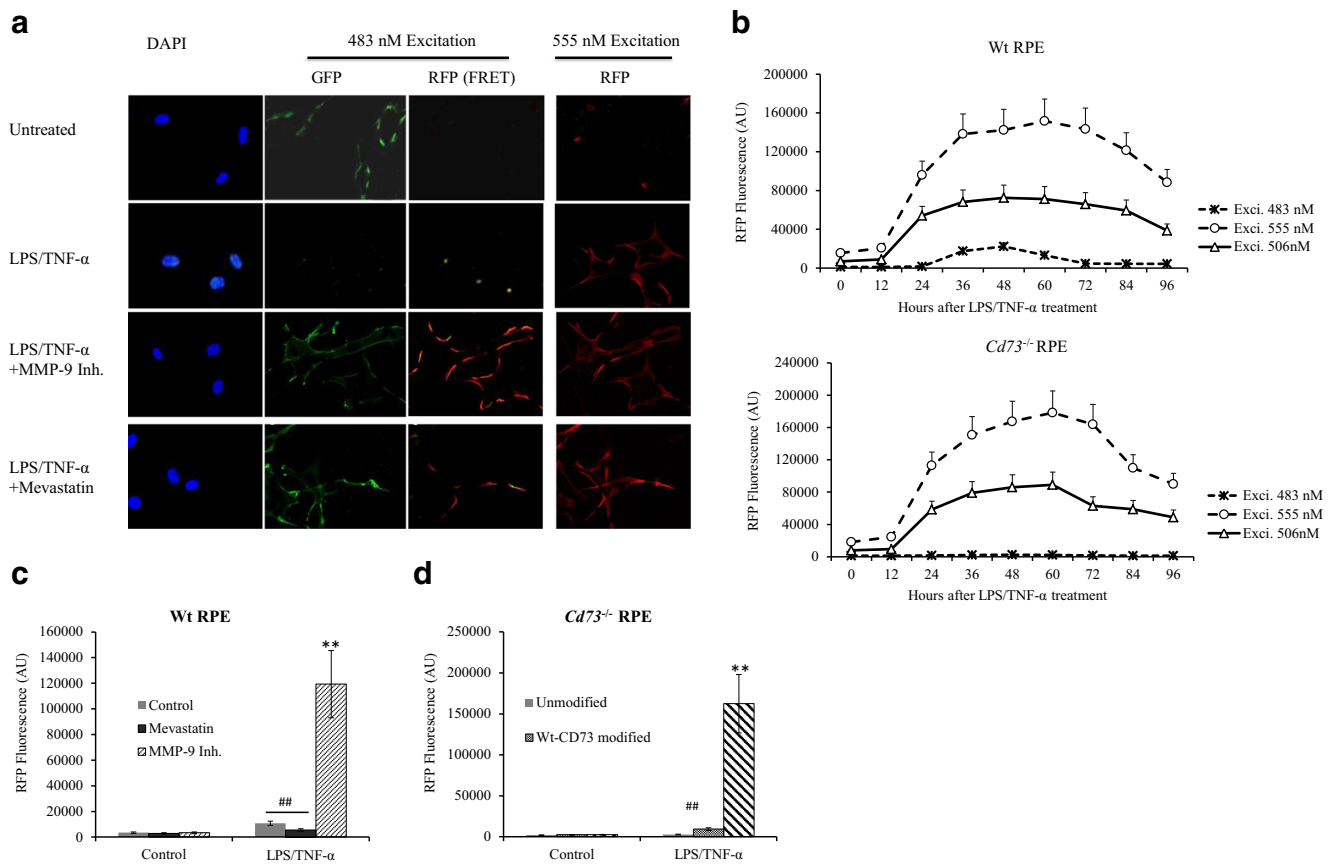 a
DAPI
483 nM Excitation
555 nM Excitation
GFP
RFP (FRET)
RFP
Untreated
LPS/TNF-α
LPS/TNF-α
+MMP-9 Inh.
LPS/TNF-α
+Mevastatin
b
Wt RPE
RFP Fluorescence (AU)
200000
160000
120000
80000
40000
0
0 12 24 36 48 60 72 84 96
Hours after LPS/TNF-α treatment
Exci. 483 nM
Exci. 555 nM
Exci. 506nM
Cd73-/- RPE
RFP Fluorescence (AU)
240000
200000
160000
120000
80000
40000
0
0 12 24 36 48 60 72 84 96
Hours after LPS/TNF-α treatment
Exci. 483 nM
Exci. 555 nM
Exci. 506nM
c
Wt RPE
RFP Fluorescence (AU)
160000
140000
120000
100000
80000
60000
40000
20000
0
Control
Mevastatin
MMP-9 Inh.
##
**
Control
LPS/TNF-α
d
Cd73-/- RPE
RFP Fluorescence (AU)
250000
200000
150000
100000
50000
0
Unmodified
Wt-CD73 modified
##
**
Control
LPS/TNF-α